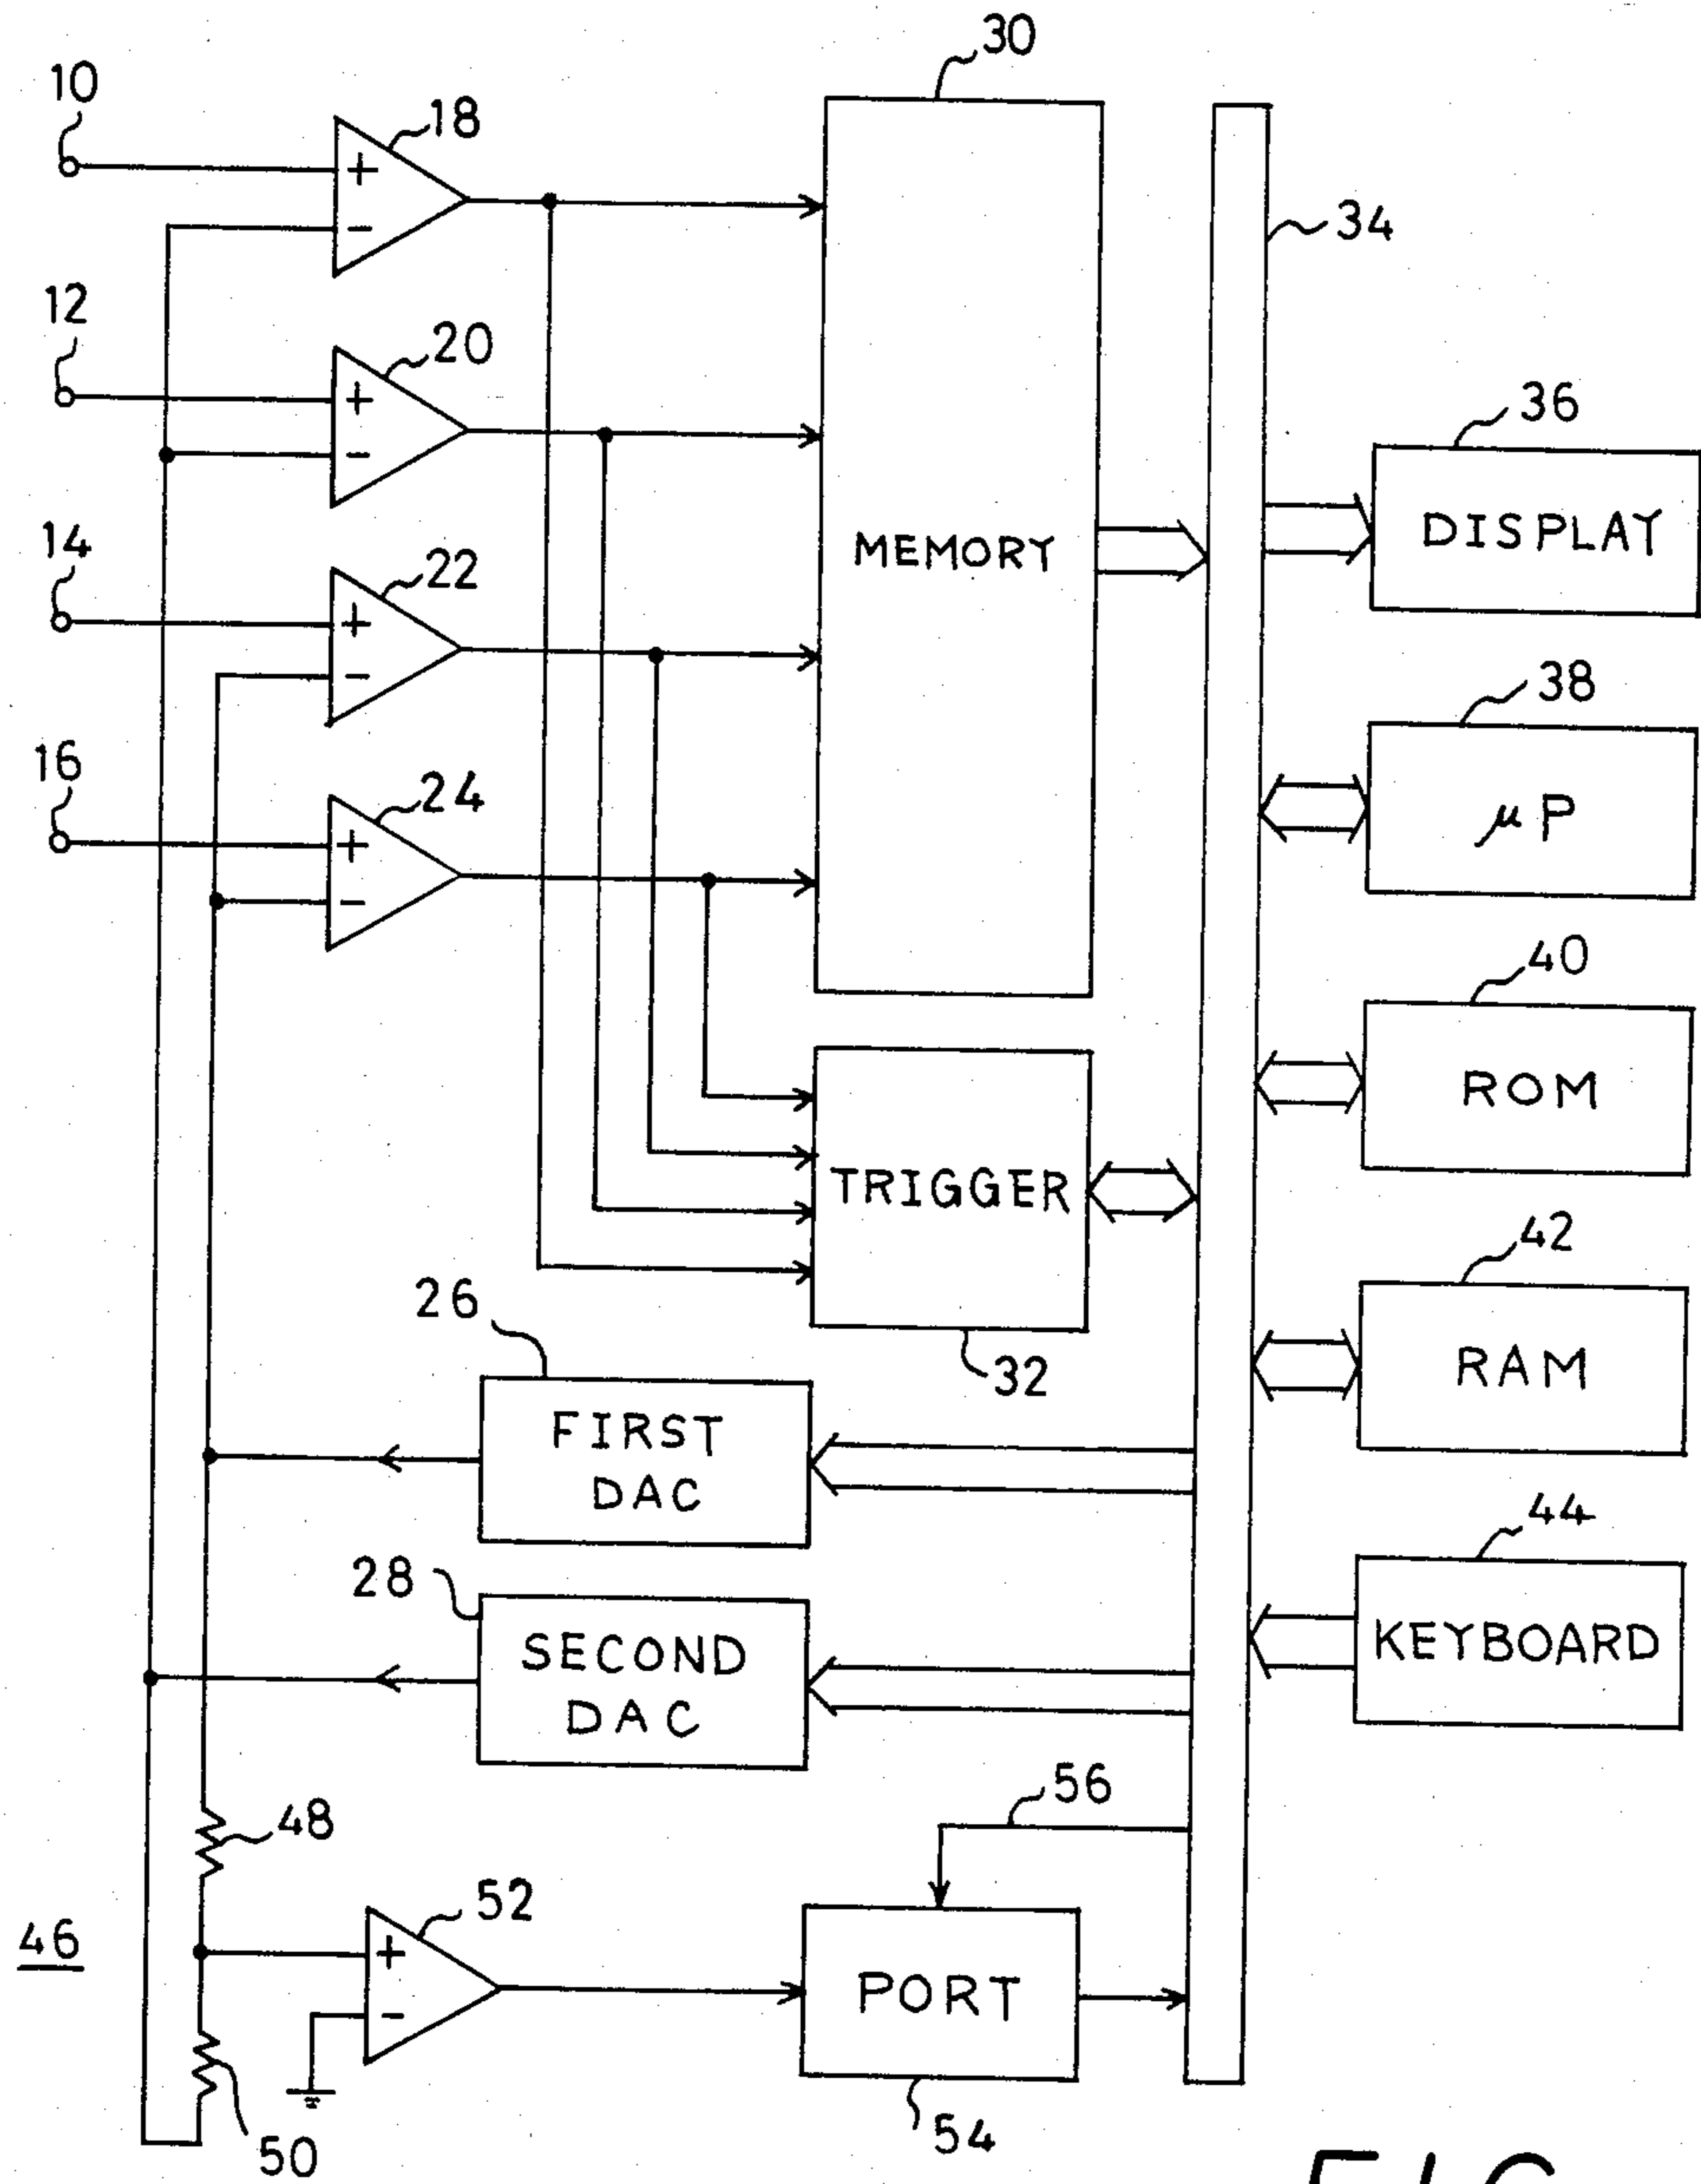 30
10
18
+
−
34
12
20
+
−
36
DISPLAY
14
22
+
−
MEMORY
38
μP
16
24
+
−
40
ROM
TRIGGER
42
RAM
26
32
FIRST
DAC
44
KEYBOARD
28
SECOND
DAC
56
48
52
+
−
46
PORT
54
50